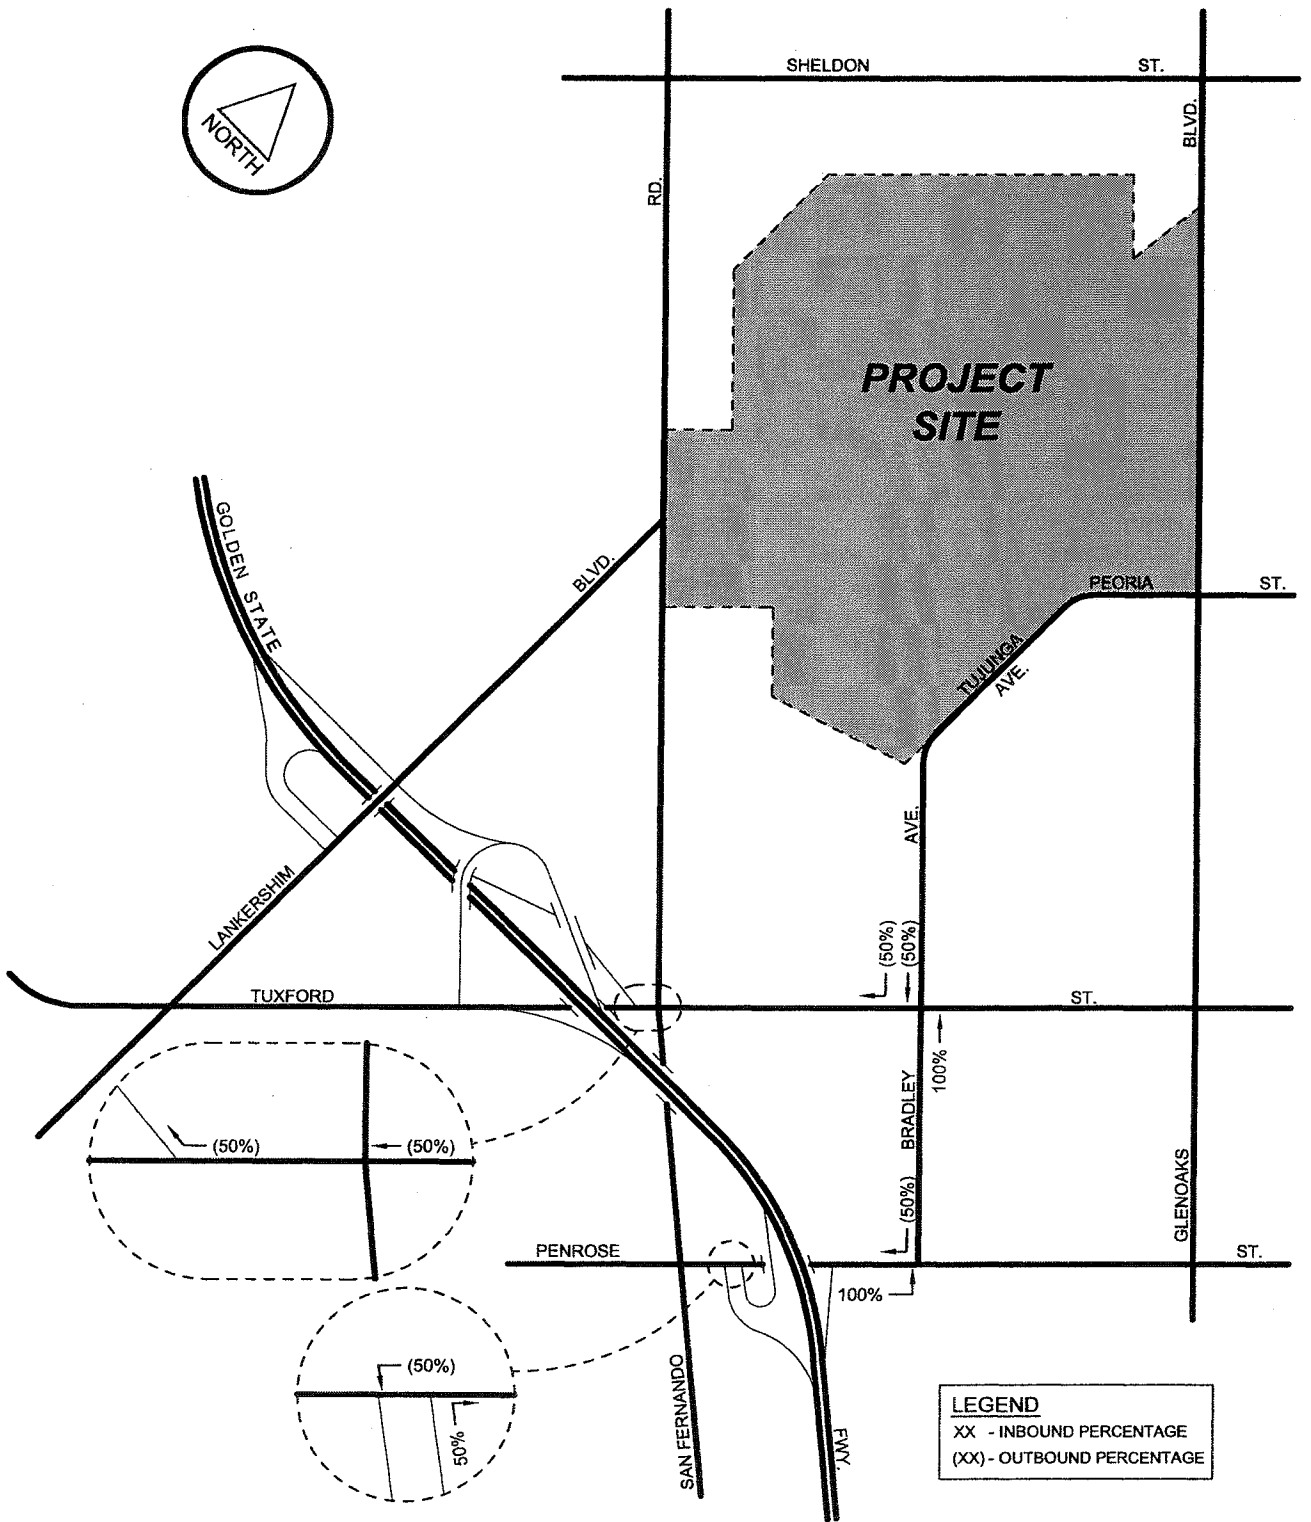 SHELDON ST.
NORTH
BLVD.
RD.
PROJECT
SITE
GOLDEN STATE
BLVD.
PEORIA ST.
TUJUNGA
AVE.
AVE.
LANKERSHIM
(50%)
(50%)
TUXFORD ST.
100%
BRADLEY
(50%) (50%)
GLENOAKS
(50%)
PENROSE ST.
100%
(50%)
50%
SAN FERNANDO
FWY.
LEGEND
XX - INBOUND PERCENTAGE
(XX) - OUTBOUND PERCENTAGE